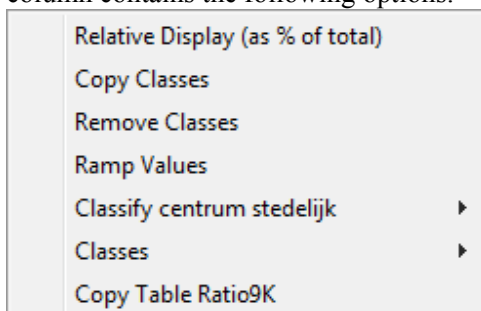 column contains the following options:
Relative Display (as % of total)
Copy Classes
Remove Classes
Ramp Values
Classify centrum stedelijk
Classes
Copy Table Ratio9K